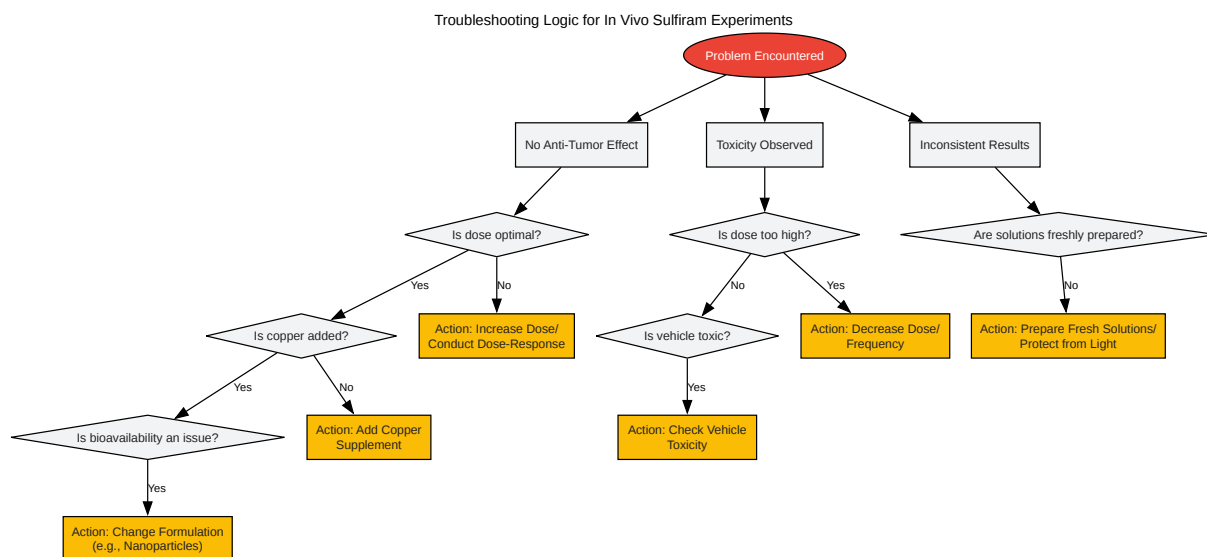 Troubleshooting Logic for In Vivo Sulfiram Experiments
Problem Encountered
No Anti-Tumor Effect
Toxicity Observed
Inconsistent Results
Is dose optimal?
Is dose too high?
Are solutions freshly prepared?
Yes
No
No
Yes
No
Is copper added?
Action: Increase Dose/
Conduct Dose-Response
Is vehicle toxic?
Action: Decrease Dose/
Frequency
Action: Prepare Fresh Solutions/
Protect from Light
Yes
No
Yes
Is bioavailability an issue?
Action: Add Copper
Supplement
Action: Check Vehicle
Toxicity
Yes
Action: Change Formulation
(e.g., Nanoparticles)